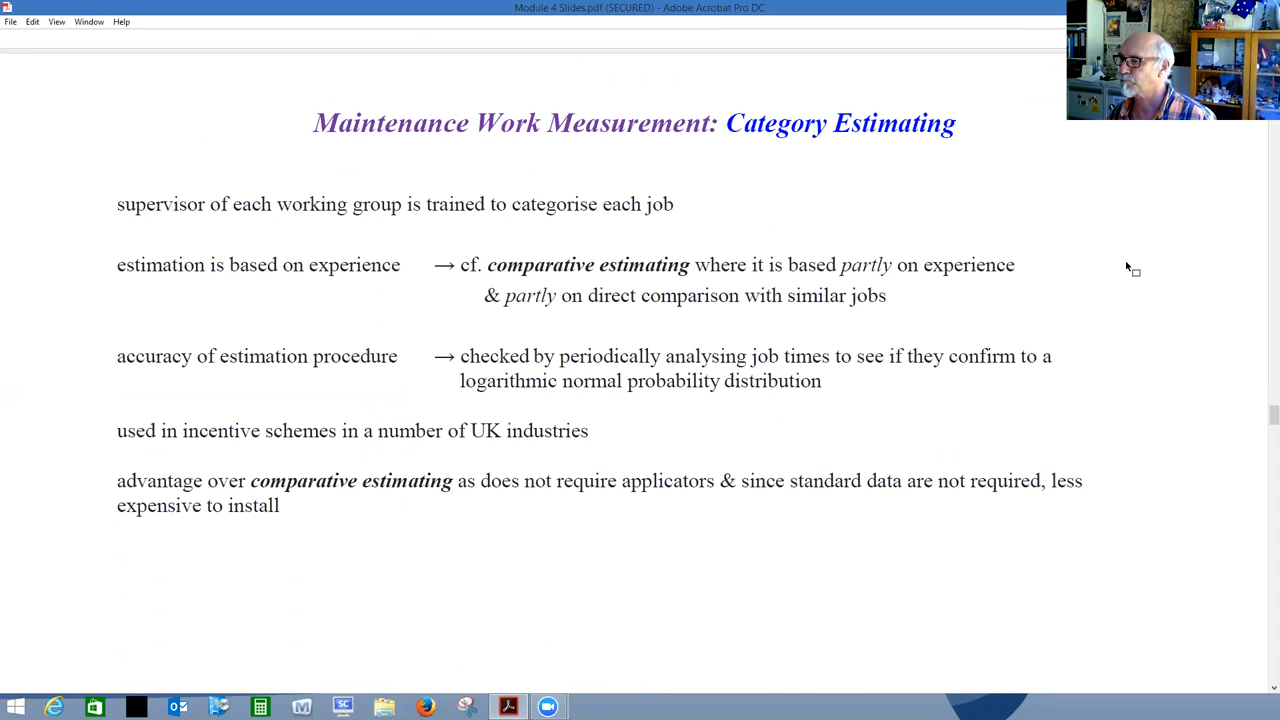 Module 4 Slides.pdf (SECURED) - Adobe Acrobat Pro DC
File Edit View Window Help
Maintenance Work Measurement: Category Estimating
supervisor of each working group is trained to categorise each job
estimation is based on experience → cf. comparative estimating where it is based partly on experience
& partly on direct comparison with similar jobs
accuracy of estimation procedure → checked by periodically analysing job times to see if they confirm to a
logarithmic normal probability distribution
used in incentive schemes in a number of UK industries
advantage over comparative estimating as does not require applicators & since standard data are not required, less
expensive to install